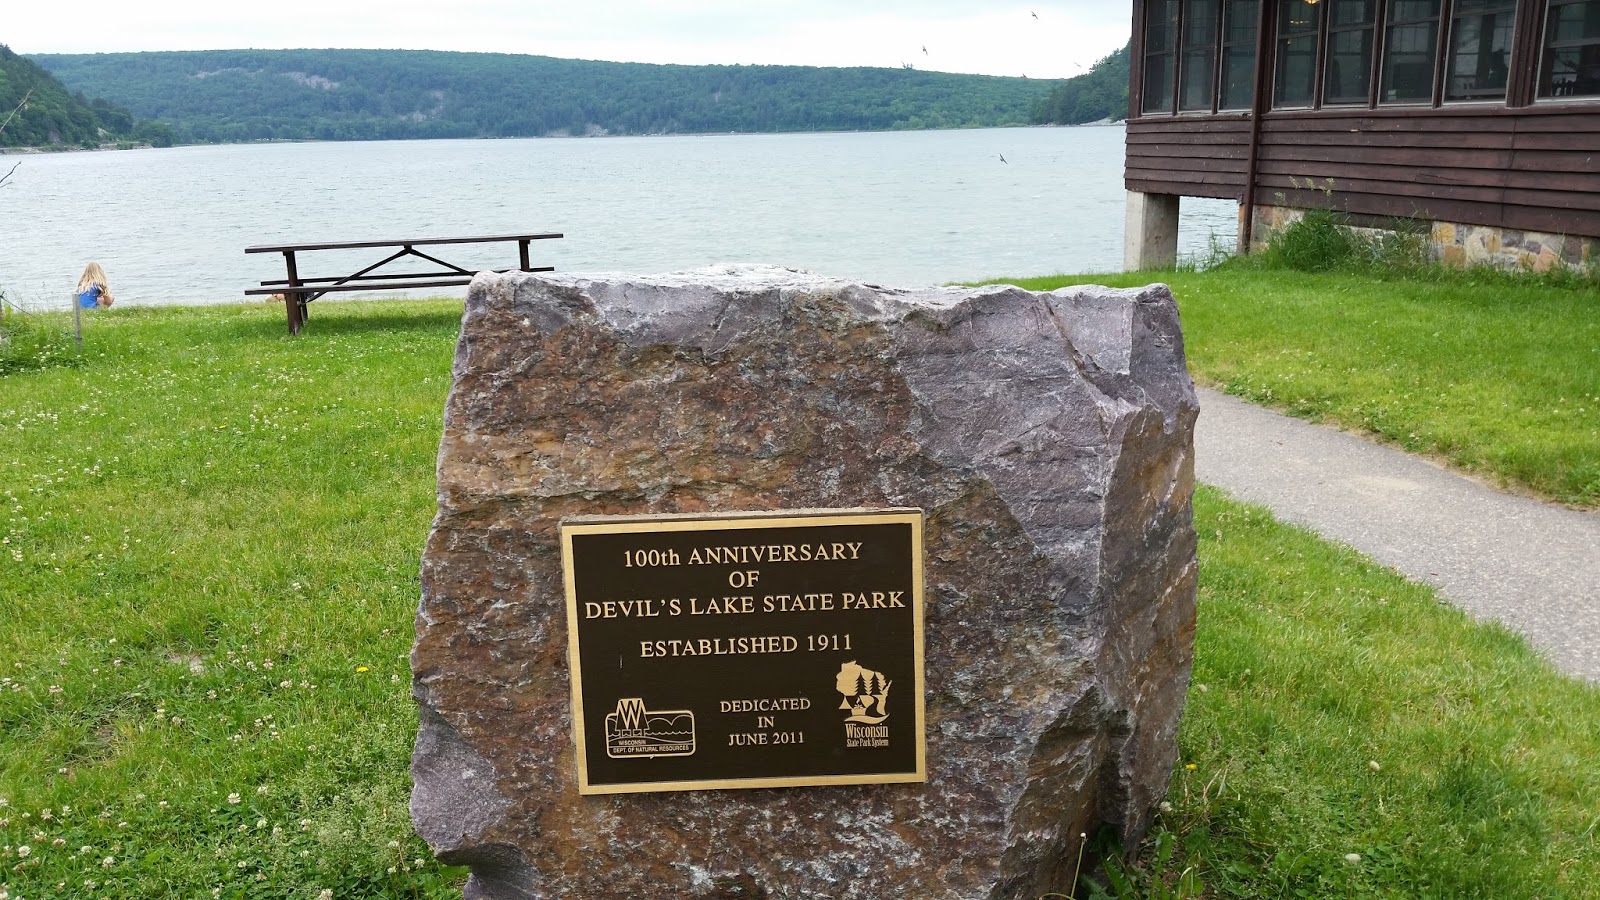 100th ANNIVERSARY
OF
DEVIL'S LAKE STATE PARK
ESTABLISHED 1911
DEDICATED
IN
JUNE 2011
W
WISCONSIN
DEPT. OF NATURAL RESOURCES
Wisconsin
State Park System